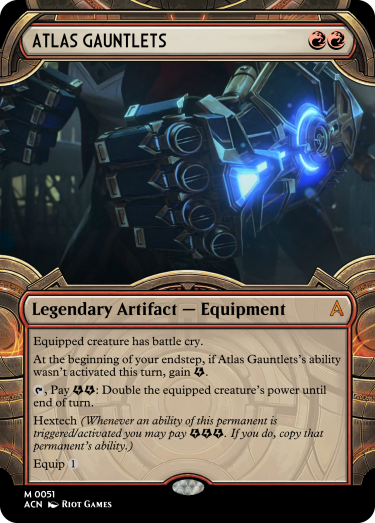 ATLAS GAUNTLETS
Legendary Artifact — Equipment
Equipped creature has battle cry.
At the beginning of your endstep, if Atlas Gauntlets's ability
wasn't activated this turn, gain .
, Pay : Double the equipped creature's power until
end of turn.
Hextech (Whenever an ability of this permanent is
triggered/activated you may pay . If you do, copy that
permanent's ability.)
Equip 1
M 0051
ACN Riot Games